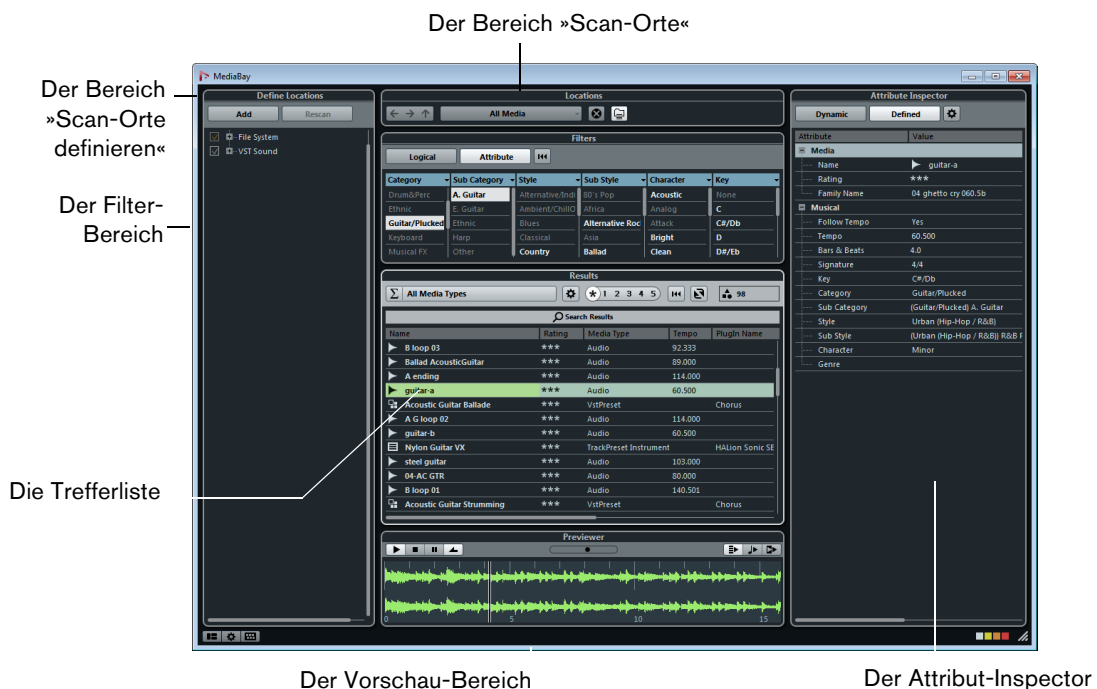 Der Bereich »Scan-Orte«
Der Bereich
»Scan-Orte
definieren«
Der Filter-
Bereich
Die Trefferliste
MediaBay
Define Locations
Add Rescan
File System
VST Sound
Locations
All Media
Filters
Logical Attribute
Category Sub Category Style Sub Style Character Key
Drum&Perc A. Guitar Alternative/Indi 80's Pop Acoustic None
Ethnic E. Guitar Ambient/ChillO Africa Analog C
Guitar/Plucked Ethnic Blues Alternative Roc Attack C#/Db
Keyboard Harp Classical Asia Bright D
Musical FX Other Country Ballad Clean D#/Eb
Results
All Media Types 1 2 3 4 5 98
Search Results
Name Rating Media Type Tempo PlugIn Name
B loop 03 *** Audio 92.333
Ballad AcousticGuitar *** Audio 89.000
A ending *** Audio 114.000
guitar-a *** Audio 60.500
Acoustic Guitar Ballade *** VstPreset Chorus
A G loop 02 *** Audio 114.000
guitar-b *** Audio 60.500
Nylon Guitar VX *** TrackPreset Instrument HALion Sonic SE
steel guitar *** Audio 103.000
04-AC GTR *** Audio 80.000
B loop 01 *** Audio 140.501
Acoustic Guitar Strumming *** VstPreset Chorus
Previewer
0 5 10 15
Attribute Inspector
Dynamic Defined
Attribute Value
Media
Name guitar-a
Rating ***
Family Name 04 ghetto cry 060.5b
Musical
Follow Tempo Yes
Tempo 60.500
Bars & Beats 4.0
Signature 4/4
Key C#/Db
Category Guitar/Plucked
Sub Category (Guitar/Plucked) A. Guitar
Style Urban (Hip-Hop / R&B)
Sub Style (Urban (Hip-Hop / R&B)) R&B F
Character Minor
Genre
Der Vorschau-Bereich
Der Attribut-Inspector